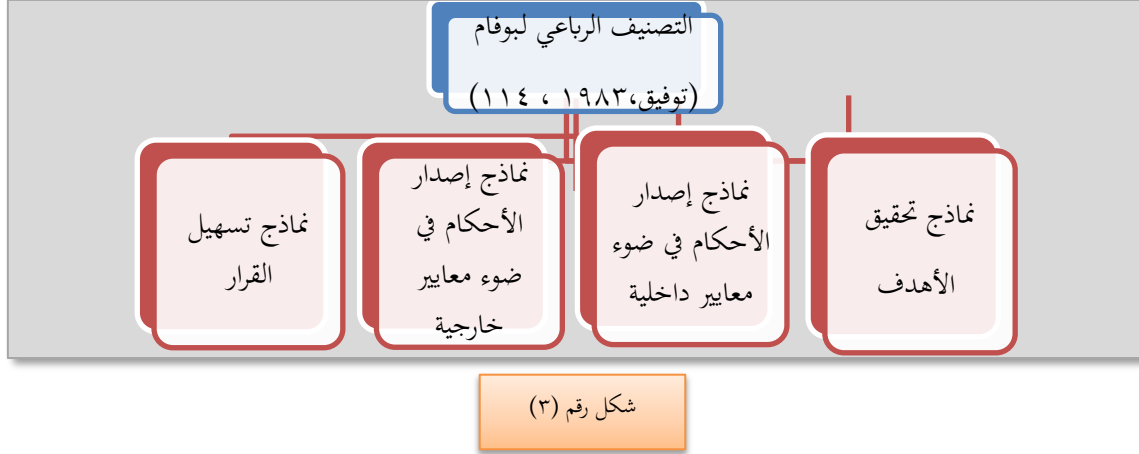 التصنيف الرباعي لبوفام
(توفيق،١٩٨٣ ، ١١٤)
نماذج تحقيق
الأهدف
نماذج إصدار
الأحكام في ضوء
معايير داخلية
نماذج إصدار
الأحكام في
ضوء معايير
خارجية
نماذج تسهيل
القرار
شكل رقم (٣)